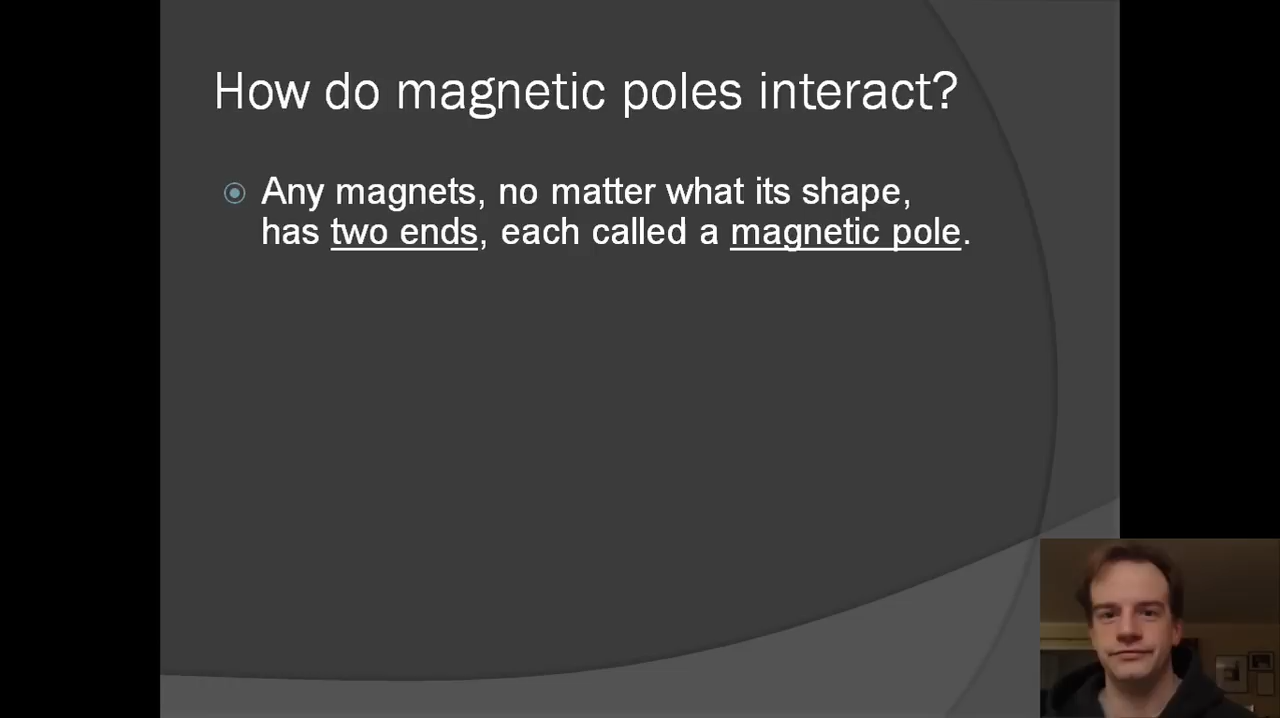 How do magnetic poles interact?
Any magnets, no matter what its shape,
has two ends, each called a magnetic pole.